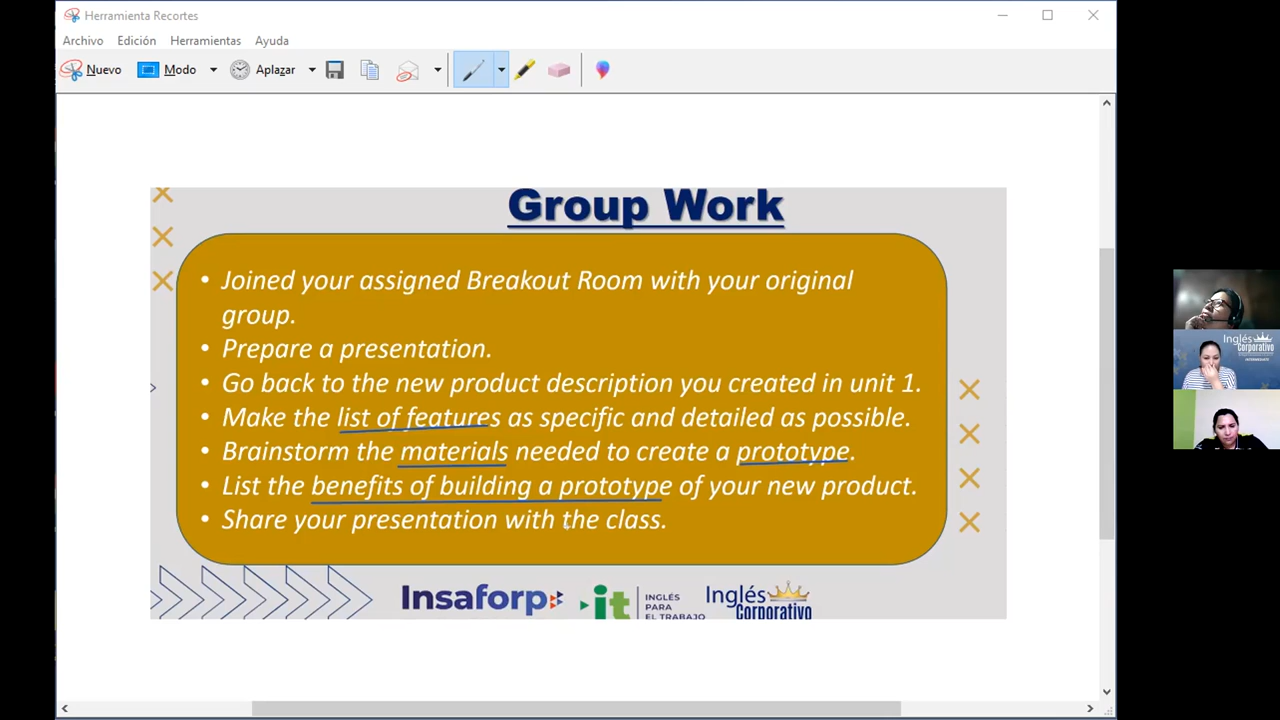 Herramienta Recortes
Archivo Edición Herramientas Ayuda
Nuevo Modo Aplazar
Group Work
• Joined your assigned Breakout Room with your original
group.
• Prepare a presentation.
• Go back to the new product description you created in unit 1.
• Make the list of features as specific and detailed as possible.
• Brainstorm the materials needed to create a prototype.
• List the benefits of building a prototype of your new product.
• Share your presentation with the class.
Insaforp
it INGLÉS
PARA
EL TRABAJO
Inglés
Corporativo
Inglés
Corporativo
INTERMEDIATE